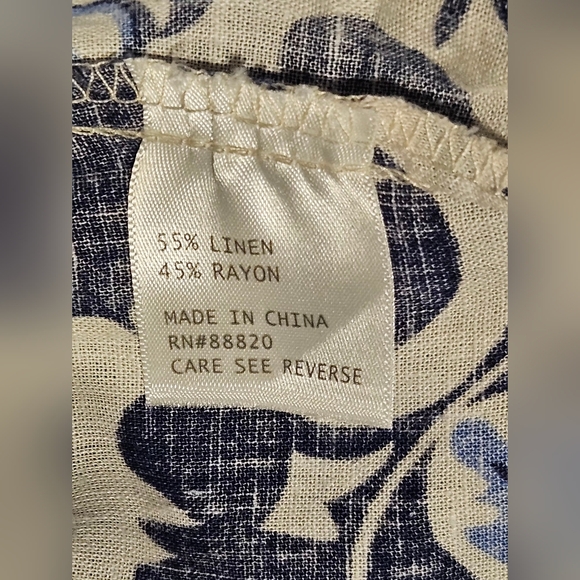 55% LINEN
45% RAYON
MADE IN CHINA
RN#88820
CARE SEE REVERSE